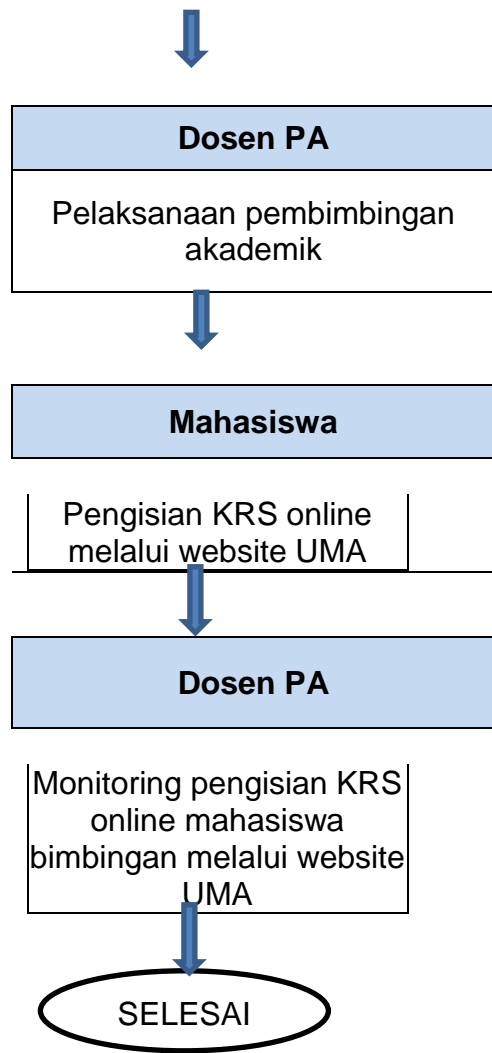 Dosen PA
Pelaksanaan pembimbingan
akademik
Mahasiswa
Pengisian KRS online
melalui website UMA
Dosen PA
Monitoring pengisian KRS
online mahasiswa
bimbingan melalui website
UMA
SELESAI